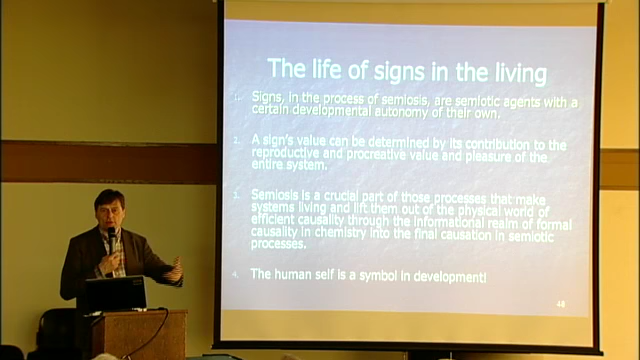 The life of signs in the living
1. Signs, in the process of semiosis, are semiotic agents with a
certain developmental autonomy of their own.
2. A sign's value can be determined by its contribution to the
reproductive and procreative value and pleasure of the
entire system.
3. Semiosis is a crucial part of those processes that make
systems living and lift them out of the physical world of
efficient causality through the informational realm of formal
causality in chemistry into the final causation in semiotic
processes.
4. The human self is a symbol in development!
48